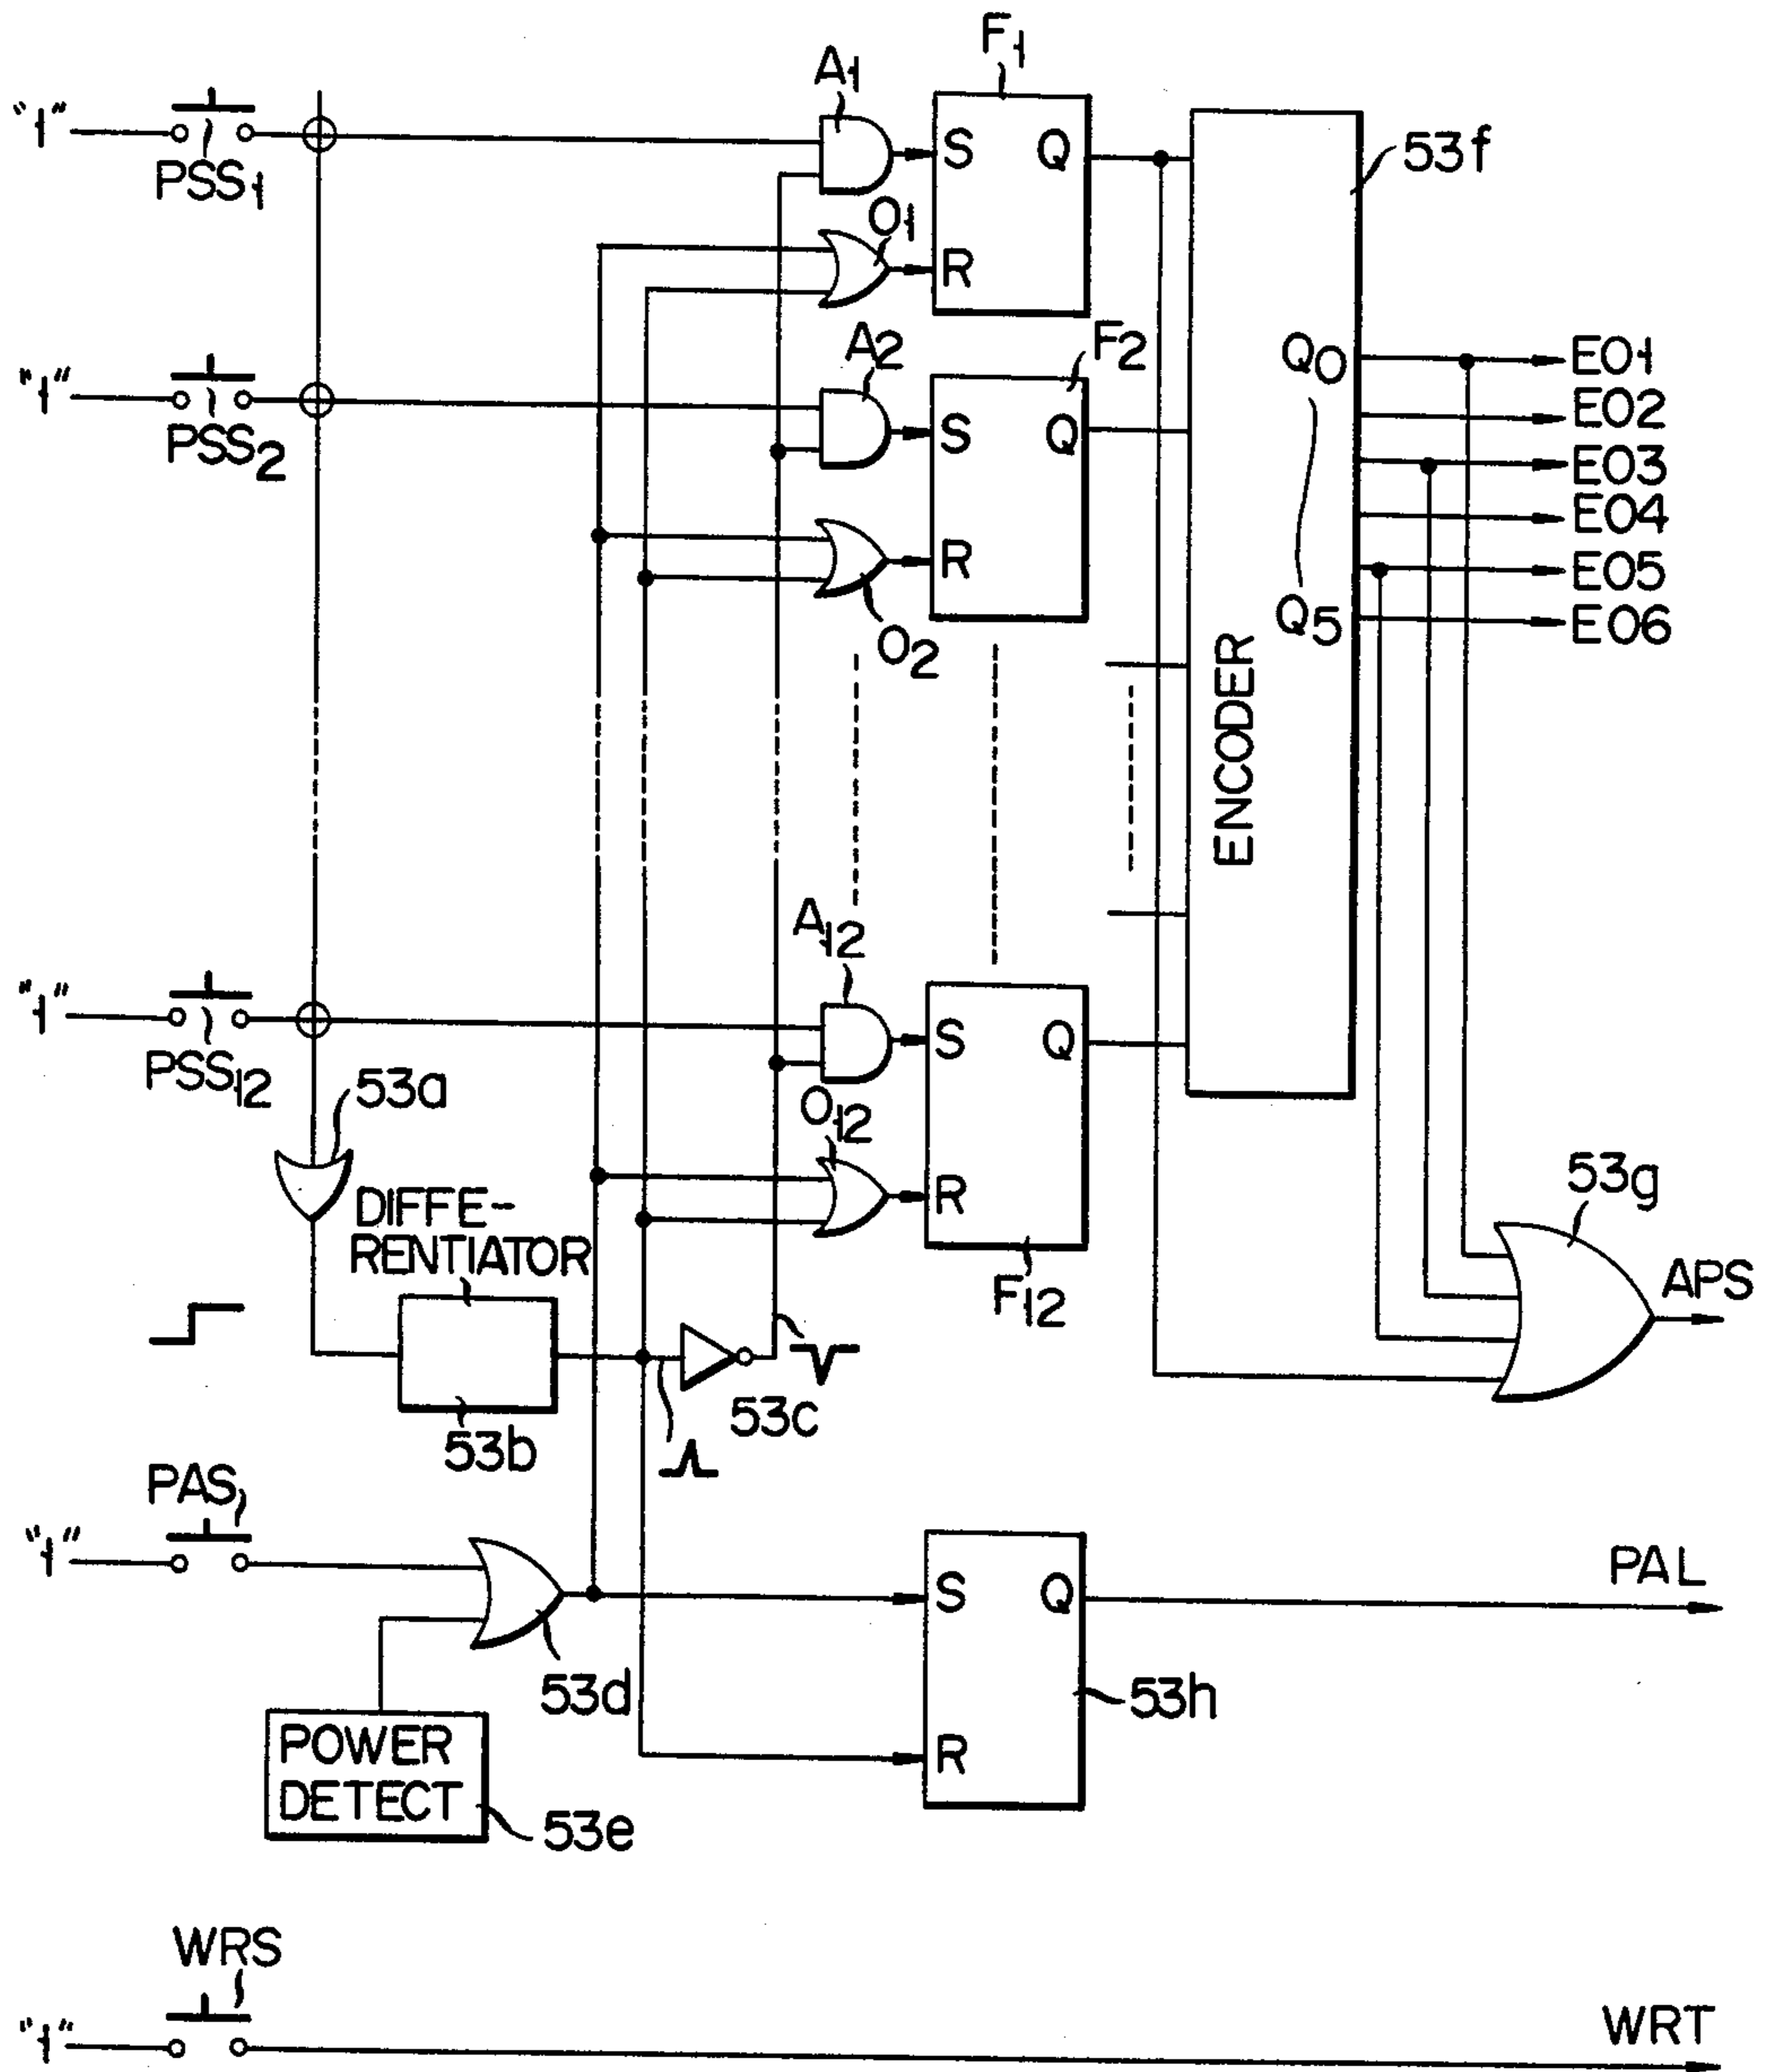 "1"
PSS1
A1
F1
S
Q
O1
R
53f
"1"
PSS2
A2
F2
S
Q
O2
R
Q0
Q5
EO1
EO2
EO3
EO4
EO5
EO6
ENCODER
"1"
PSS12
53a
A12
S
Q
O12
R
F12
DIFFE-
RENTIATOR
53b
53c
53g
APS
PAS
"1"
53d
POWER
DETECT
53e
S
Q
R
53h
PAL
WRS
"1"
WRT